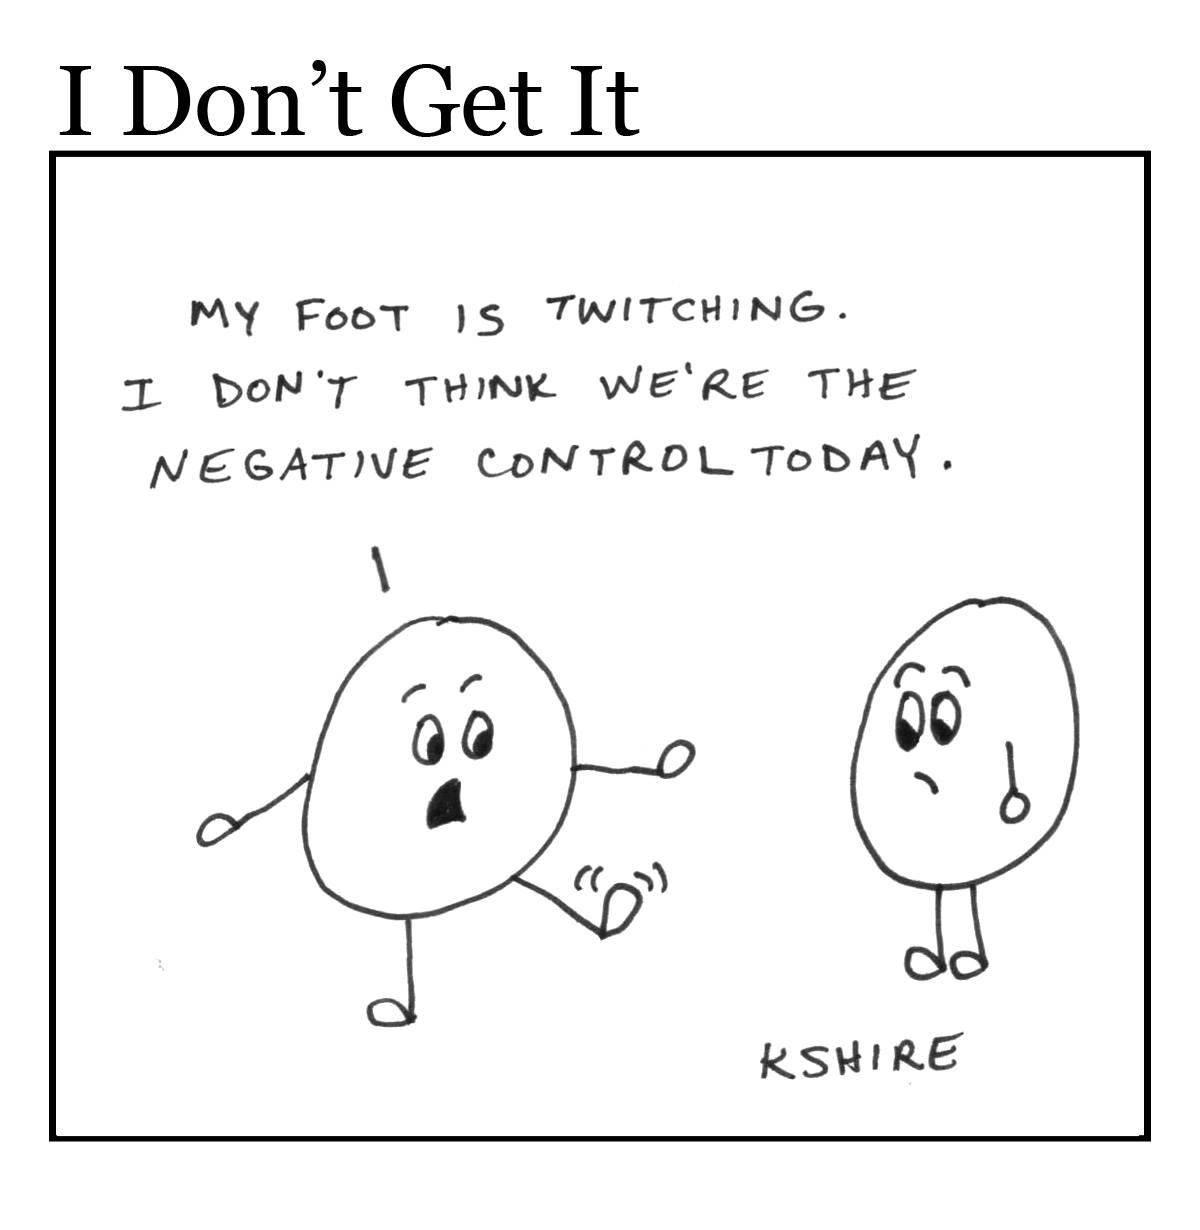 I Don’t Get It
MY FOOT IS TWITCHING.
I DON'T THINK WE'RE THE
NEGATIVE CONTROL TODAY.
KSHIRE